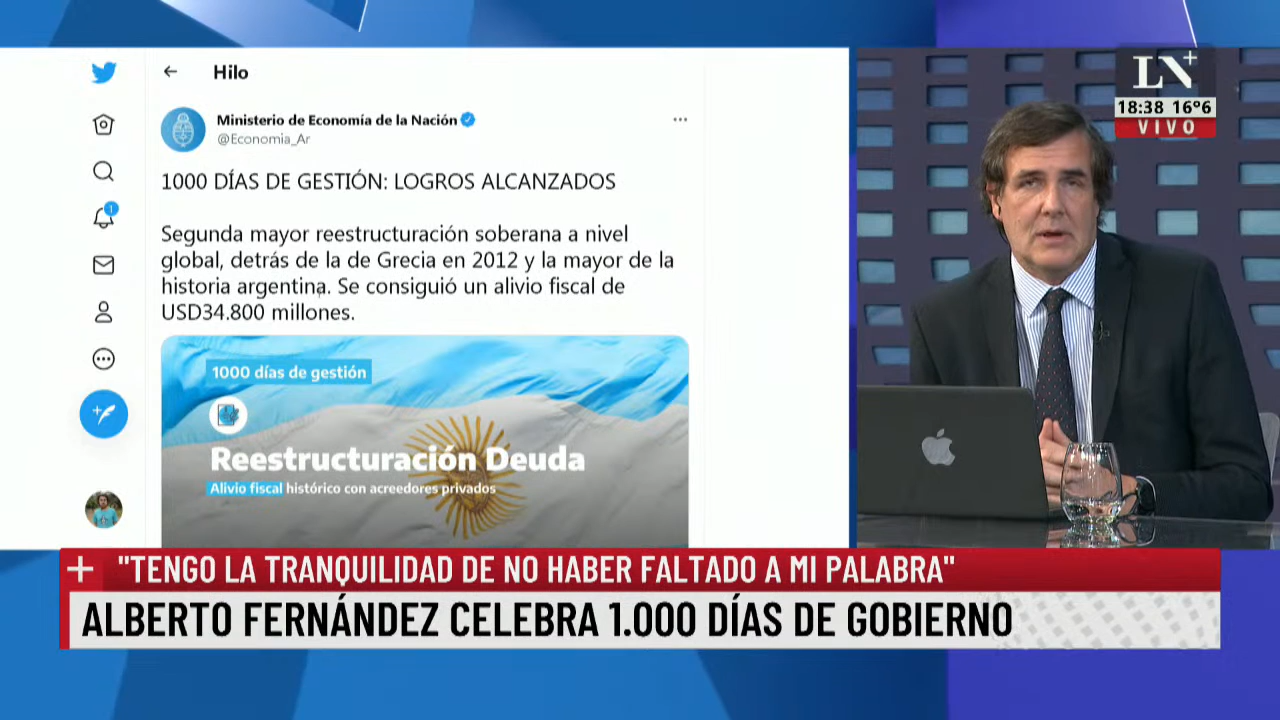 Hilo
Ministerio de Economía de la Nación
@Economia_Ar
1000 DÍAS DE GESTIÓN: LOGROS ALCANZADOS
Segunda mayor reestructuración soberana a nivel
global, detrás de la de Grecia en 2012 y la mayor de la
historia argentina. Se consiguió un alivio fiscal de
USD34.800 millones.
1000 días de gestión
Reestructuración Deuda
Alivio fiscal histórico con acreedores privados
1
LN+
18:38 16°6
VIVO
+ "TENGO LA TRANQUILIDAD DE NO HABER FALTADO A MI PALABRA"
ALBERTO FERNÁNDEZ CELEBRA 1.000 DÍAS DE GOBIERNO